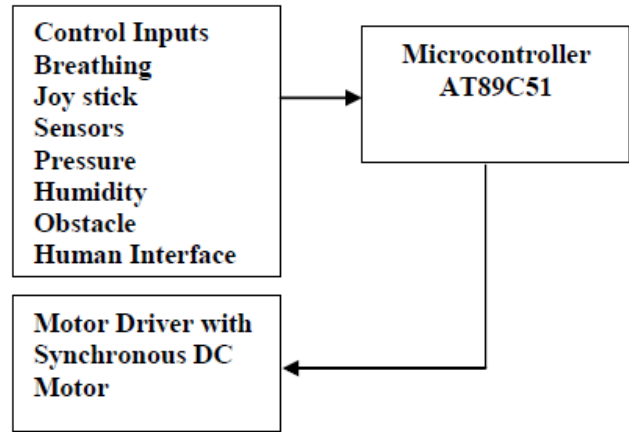 Control Inputs
Breathing
Joy stick
Sensors
Pressure
Humidity
Obstacle
Human Interface
Microcontroller
AT89C51
Motor Driver with
Synchronous DC
Motor